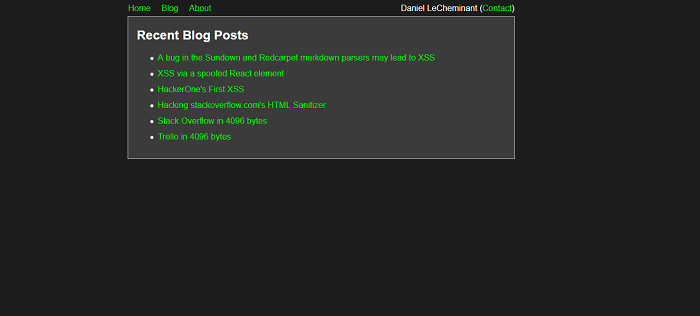 Home Blog About Daniel LeCheminant (Contact)
Recent Blog Posts
A bug in the Sundown and Redcarpet markdown parsers may lead to XSS
XSS via a spoofed React element
HackerOne's First XSS
Hacking stackoverflow.com's HTML Sanitizer
Stack Overflow in 4096 bytes
Trello in 4096 bytes